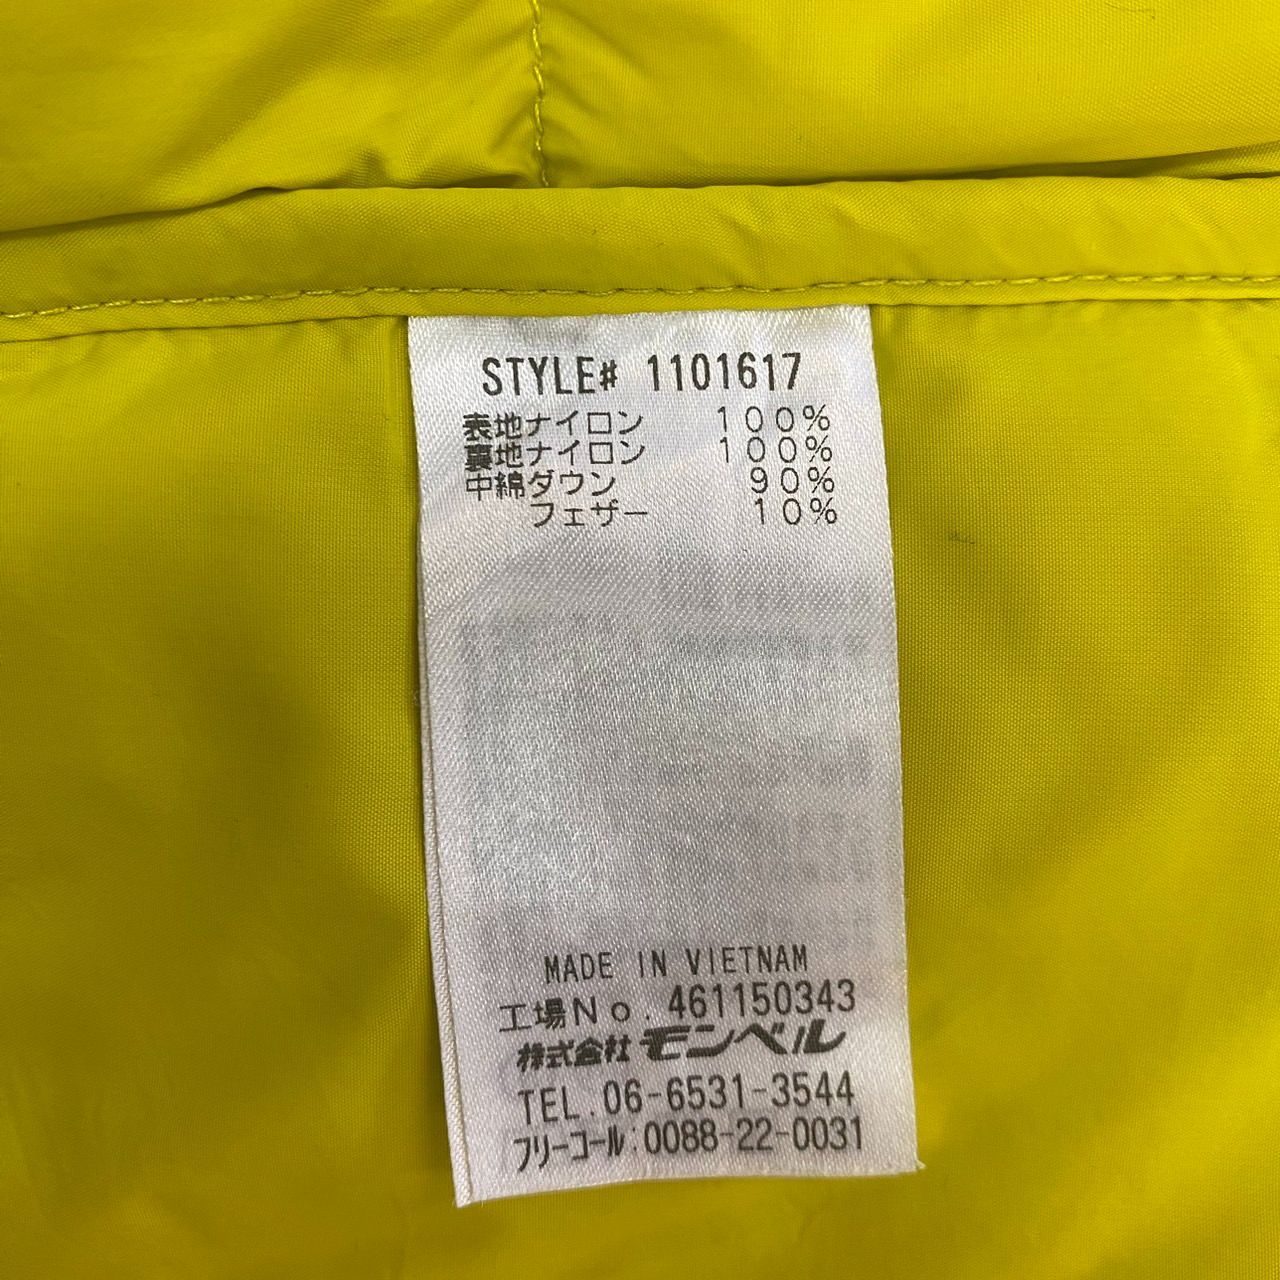 STYLE# 1101617
表地ナイロン 100%
裏地ナイロン 100%
中綿ダウン 90%
フェザー 10%
MADE IN VIETNAM
工場No. 461150343
株式会社 モンベル
TEL. 06-6531-3544
フリーコール:0088-22-0031